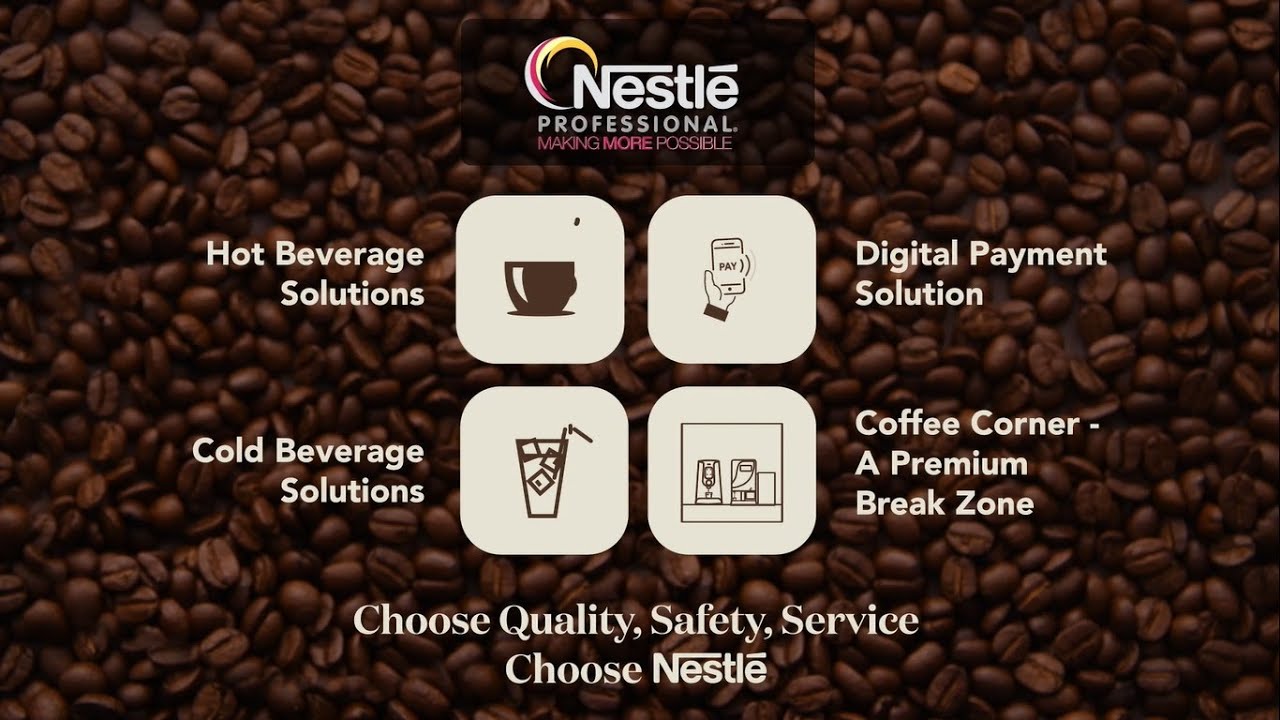 Nestlé
PROFESSIONAL®
MAKING MORE POSSIBLE
Hot Beverage
Solutions
PAY
Digital Payment
Solution
Cold Beverage
Solutions
Coffee Corner -
A Premium
Break Zone
Choose Quality, Safety, Service
Choose Nestlé